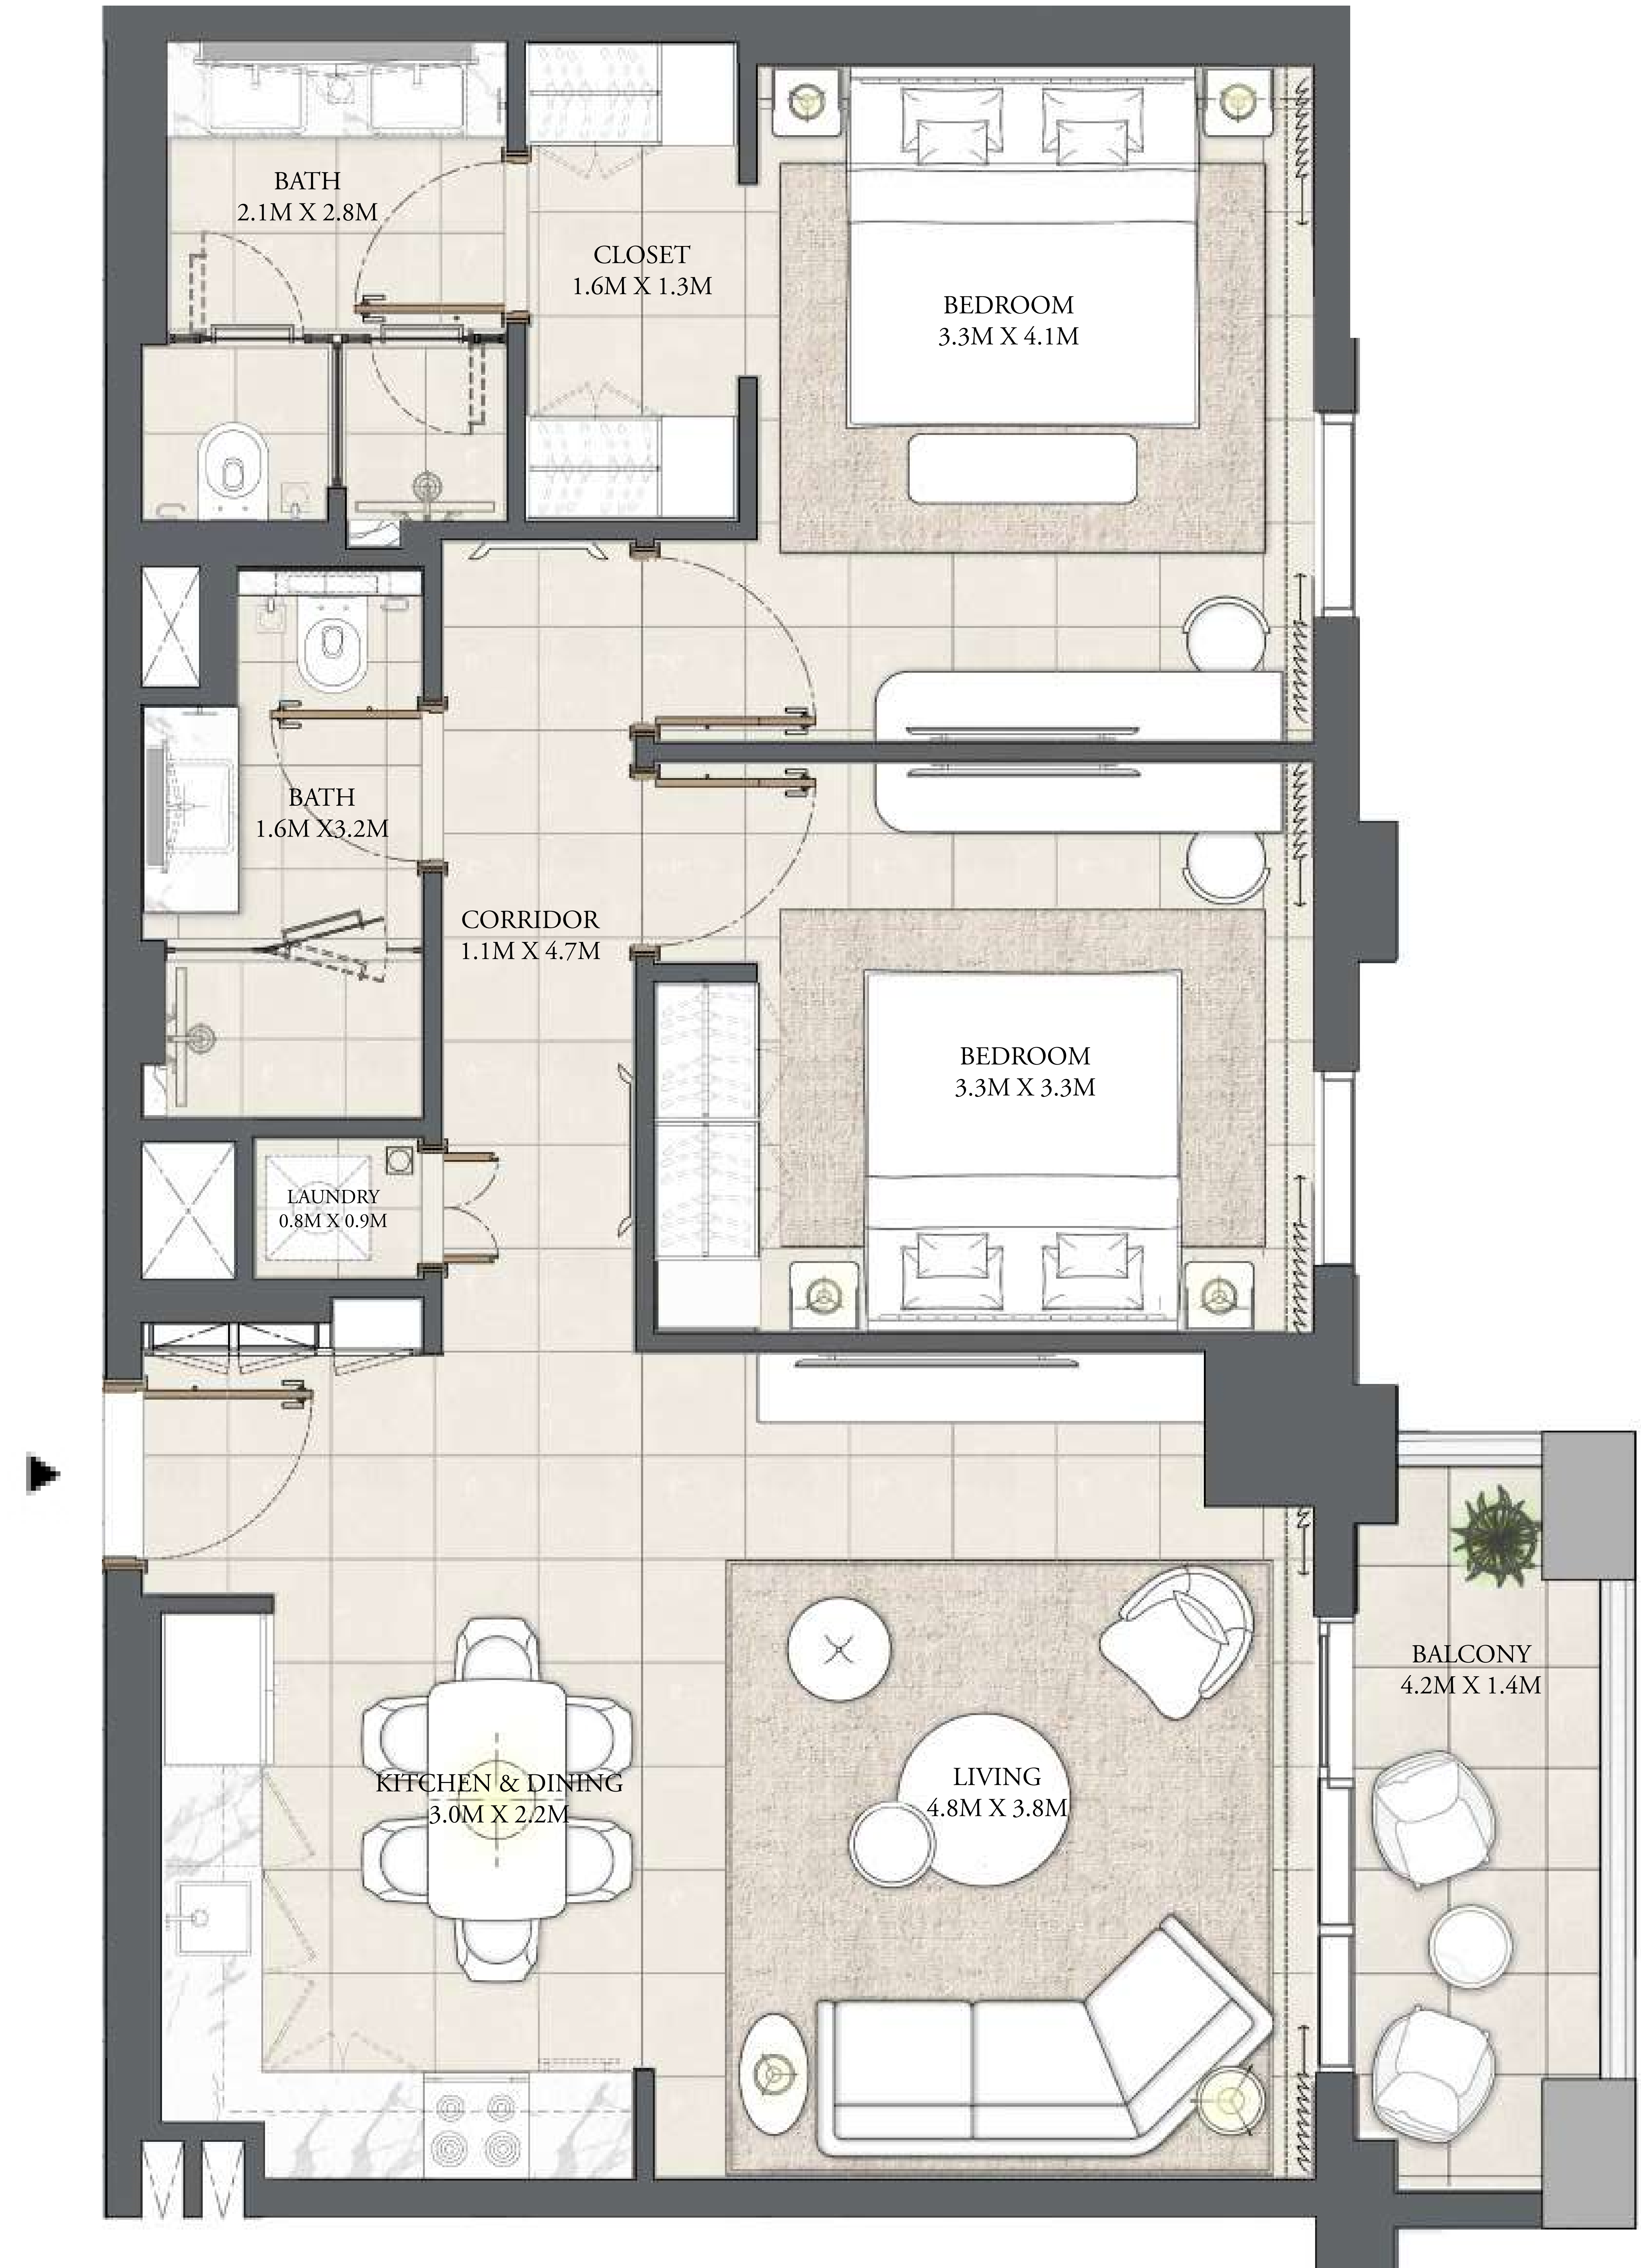 BATH
2.1M X 2.8M
CLOSET
1.6M X 1.3M
BEDROOM
3.3M X 4.1M
BATH
1.6M X3.2M
CORRIDOR
1.1M X 4.7M
BEDROOM
3.3M X 3.3M
LAUNDRY
0.8M X 0.9M
BALCONY
4.2M X 1.4M
KITCHEN & DINING
3.0M X 2.2M
LIVING
4.8M X 3.8M